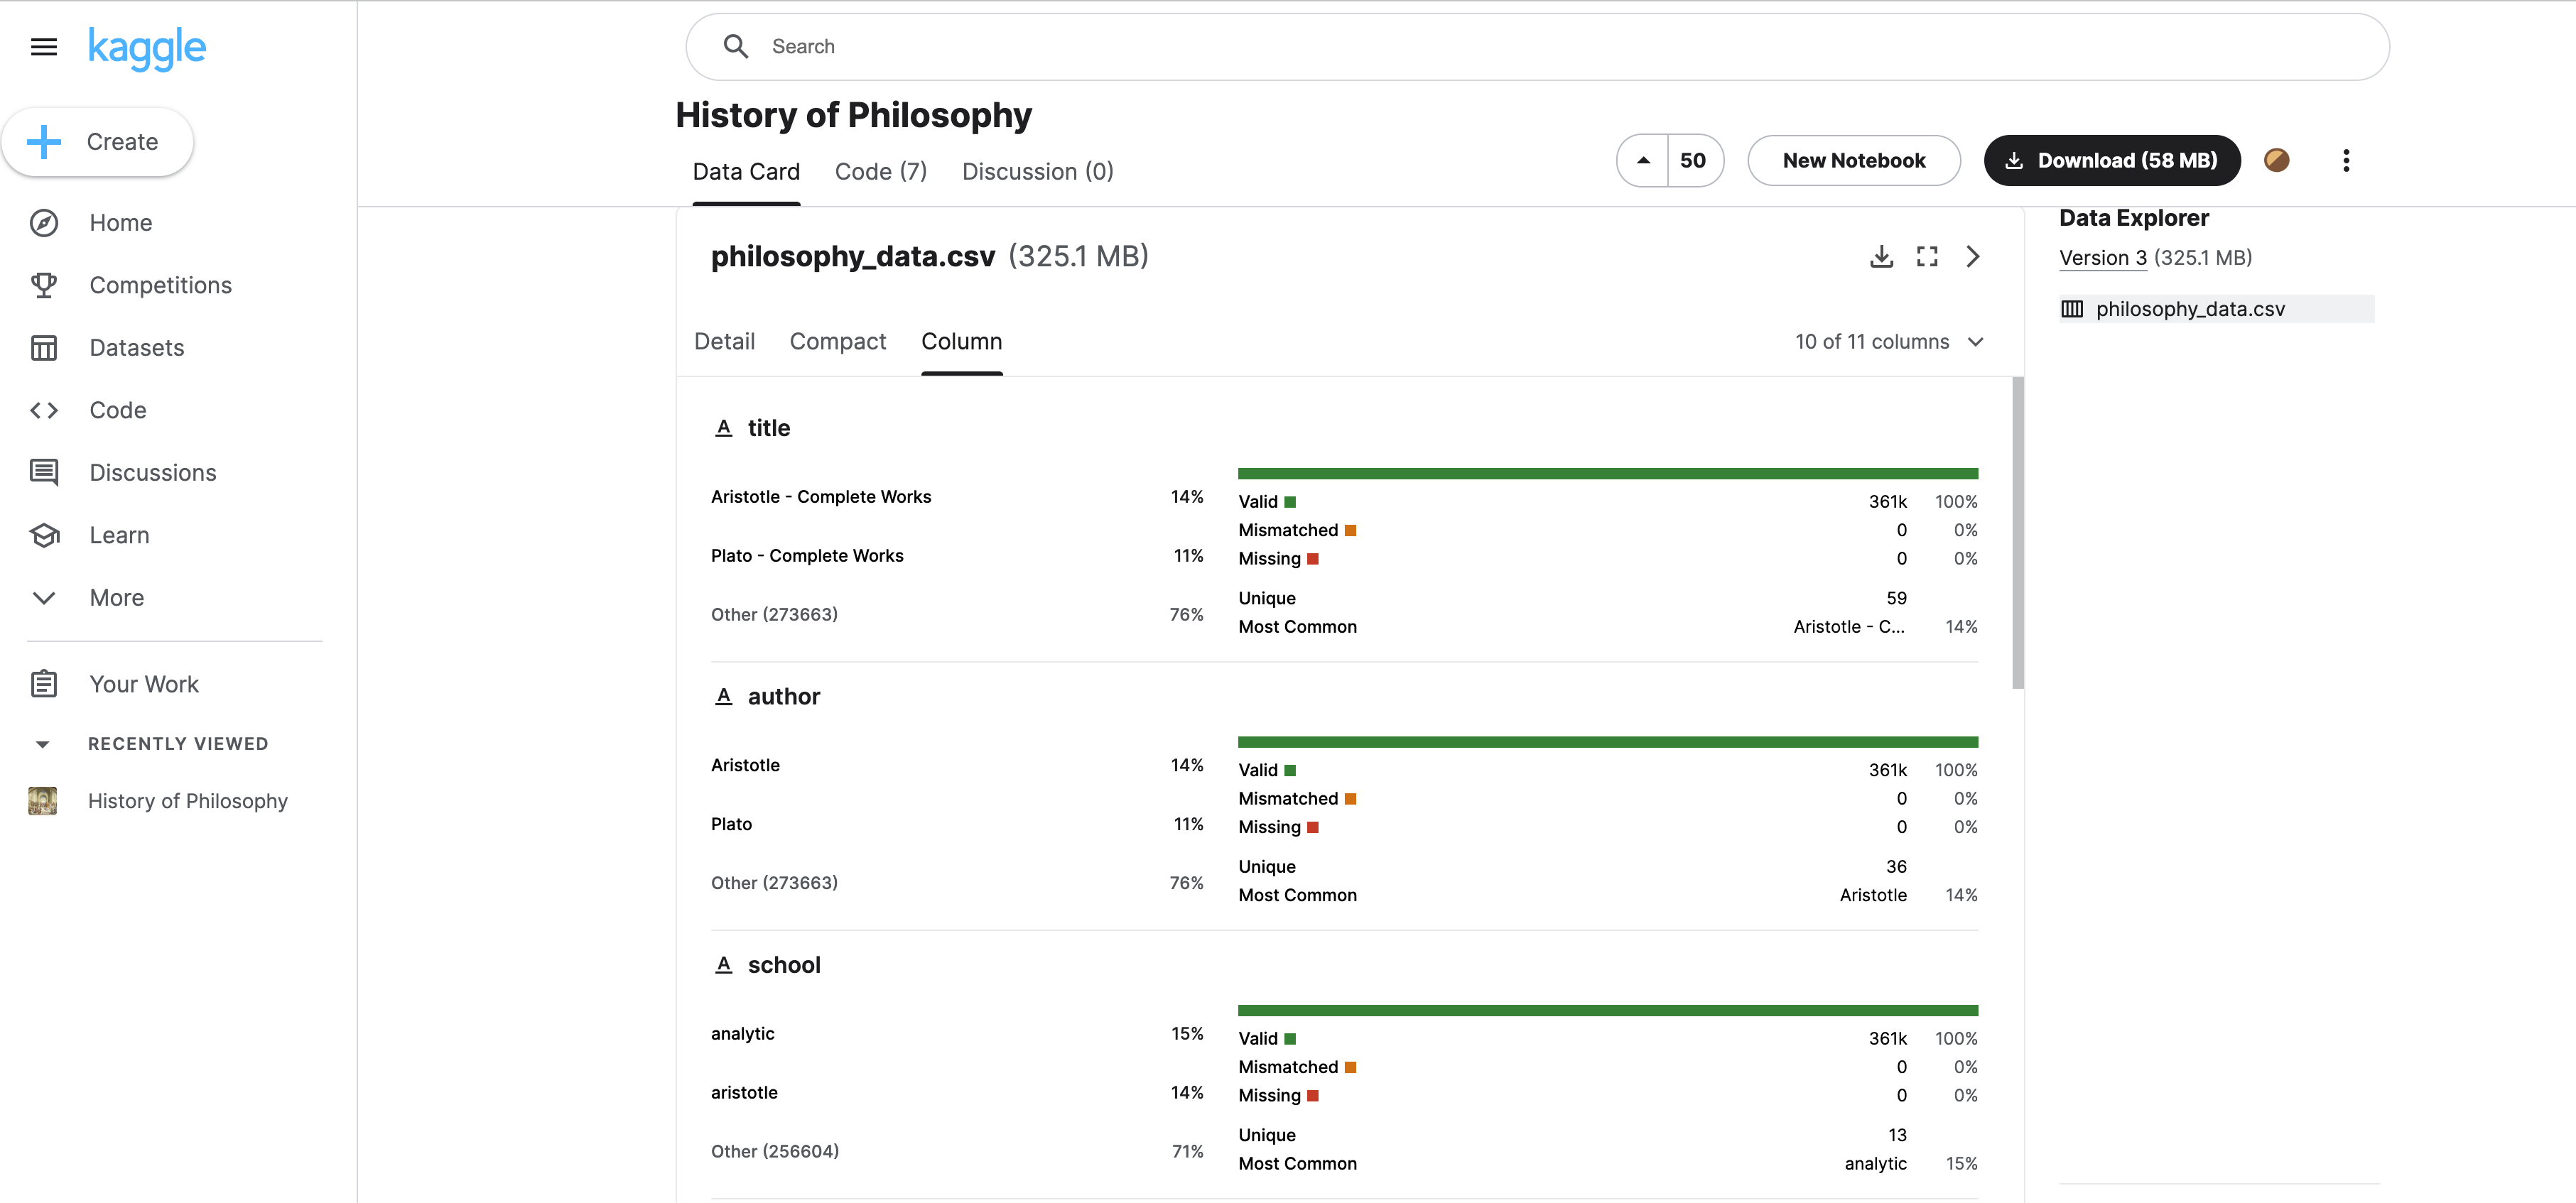 kaggle
Search
Create
Home
Competitions
Datasets
Code
Discussions
Learn
More
Your Work
RECENTLY VIEWED
History of Philosophy
History of Philosophy
Data Card Code (7) Discussion (0)
50
New Notebook
Download (58 MB)
philosophy_data.csv (325.1 MB)
Detail Compact Column
10 of 11 columns
A title
Aristotle - Complete Works 14%
Plato - Complete Works 11%
Other (273663) 76%
Valid 361k 100%
Mismatched 0 0%
Missing 0 0%
Unique 59
Most Common Aristotle - C... 14%
A author
Aristotle 14%
Plato 11%
Other (273663) 76%
Valid 361k 100%
Mismatched 0 0%
Missing 0 0%
Unique 36
Most Common Aristotle 14%
A school
analytic 15%
aristotle 14%
Other (256604) 71%
Valid 361k 100%
Mismatched 0 0%
Missing 0 0%
Unique 13
Most Common analytic 15%
Data Explorer
Version 3 (325.1 MB)
philosophy_data.csv